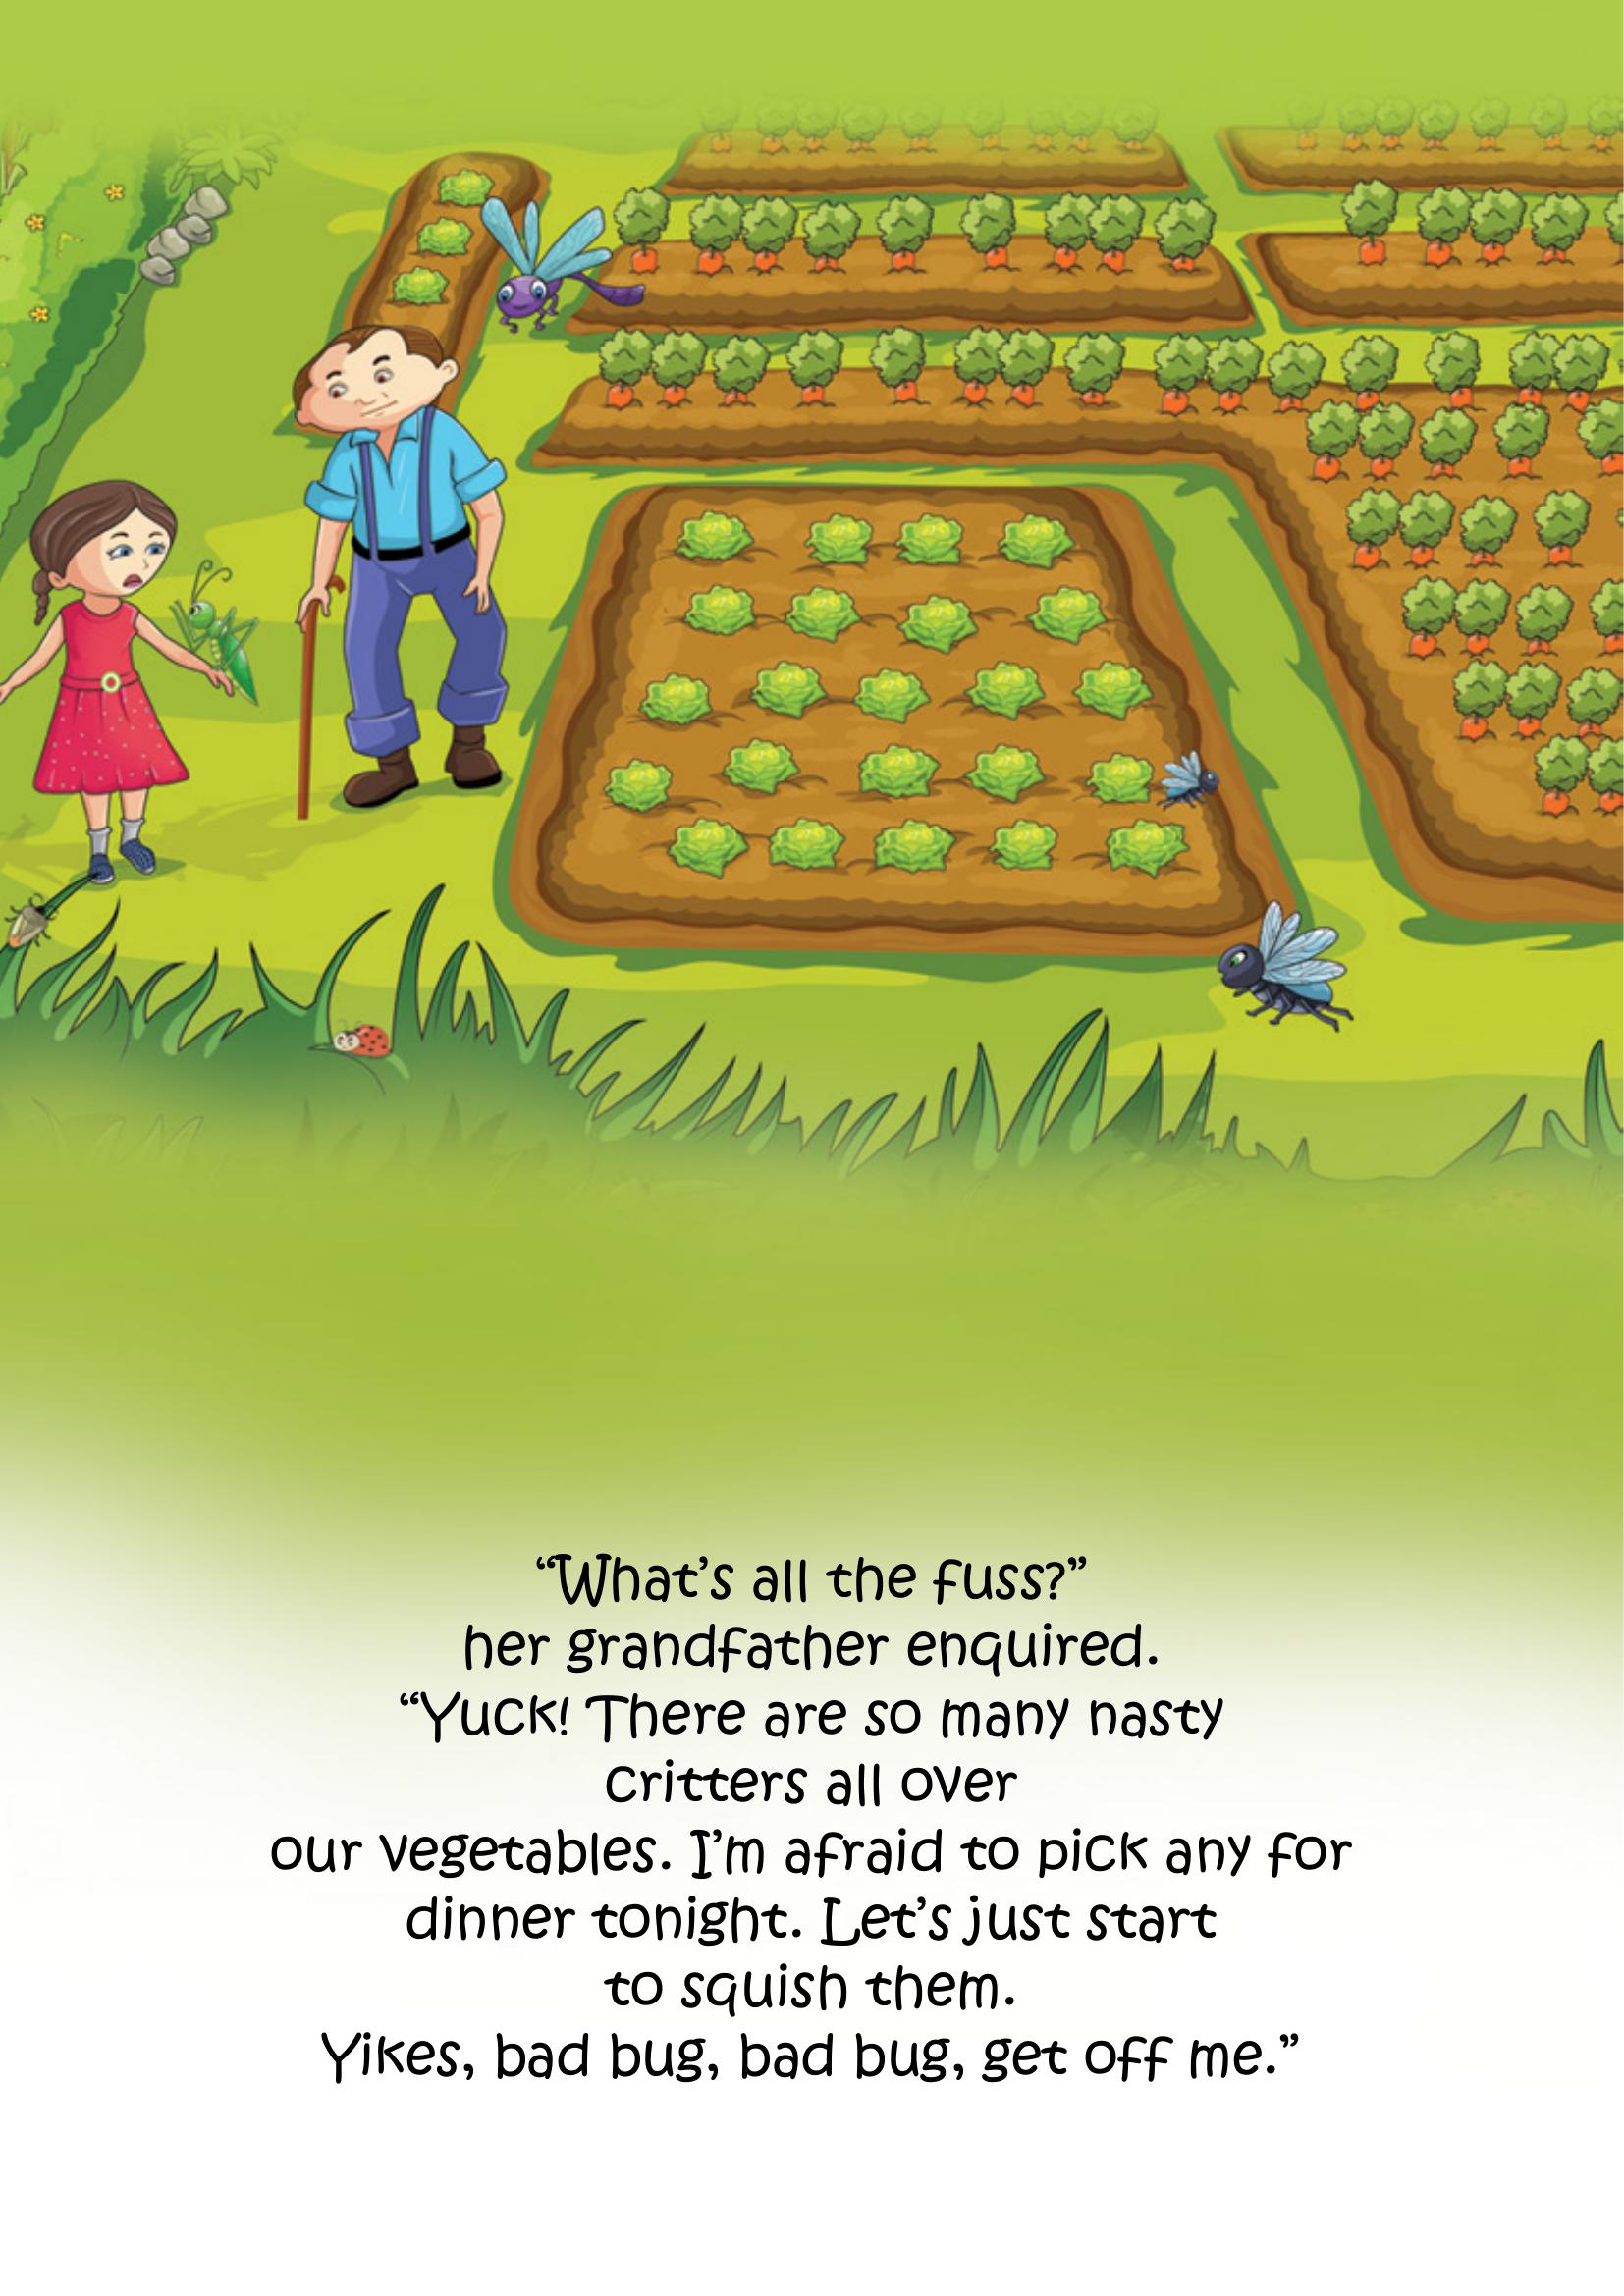 “What’s all the fuss?”
her grandfather enquired.
“Yuck! There are so many nasty
critters all over
our vegetables. I’m afraid to pick any for
dinner tonight. Let’s just start
to squish them.
Yikes, bad bug, bad bug, get off me.”